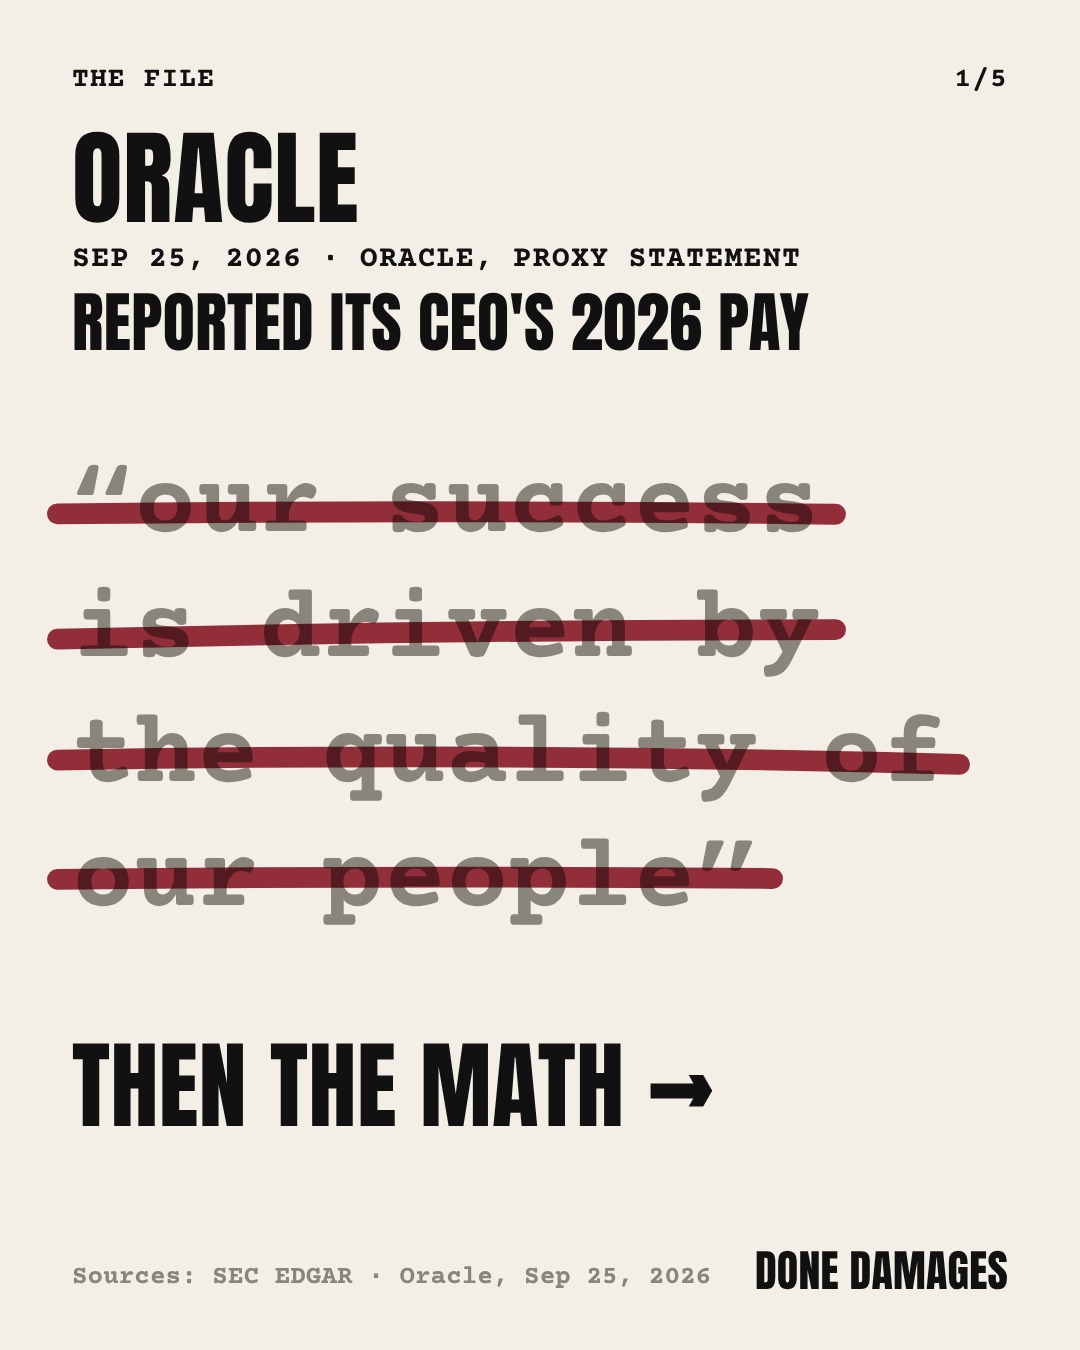 THE FILE
1/5
ORACLE
SEP 25, 2026 · ORACLE, PROXY STATEMENT
REPORTED ITS CEO'S 2026 PAY
“our success
is driven by
the quality of
our people”
THEN THE MATH →
Sources: SEC EDGAR · Oracle, Sep 25, 2026
DONE DAMAGES